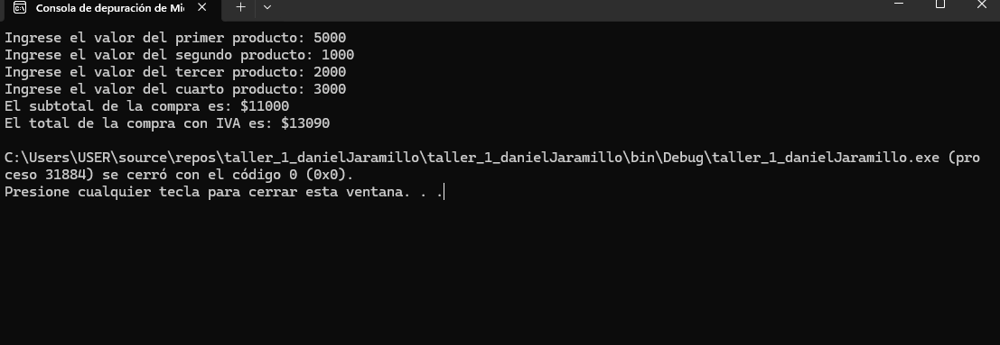 Consola de depuración de Mi
Ingrese el valor del primer producto: 5000
Ingrese el valor del segundo producto: 1000
Ingrese el valor del tercer producto: 2000
Ingrese el valor del cuarto producto: 3000
El subtotal de la compra es: $11000
El total de la compra con IVA es: $13090
C:\Users\USER\source\repos\taller_1_danielJaramillo\taller_1_danielJaramillo\bin\Debug\taller_1_danielJaramillo.exe (pro
ceso 31884) se cerró con el código 0 (0x0).
Presione cualquier tecla para cerrar esta ventana. . .